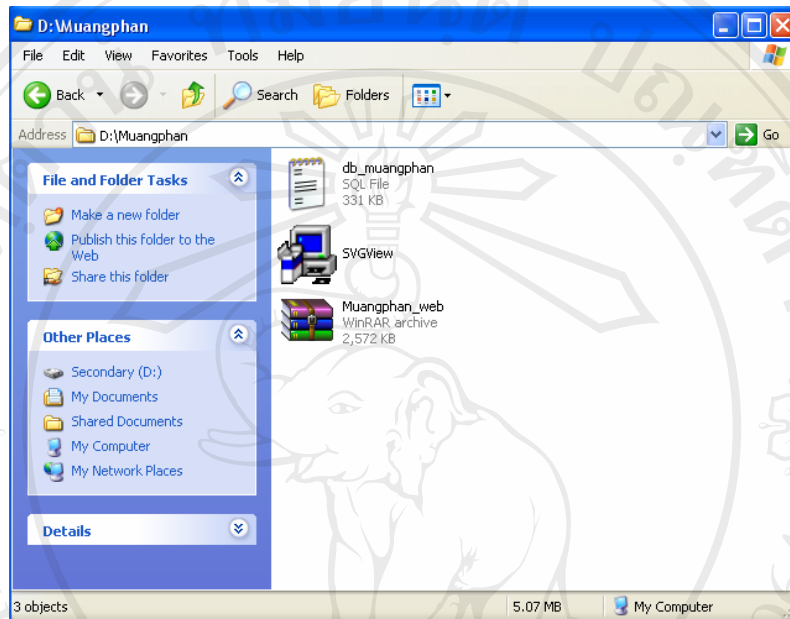 D:\Muangphan
File Edit View Favorites Tools Help
Back Search Folders
Address D:\Muangphan Go
File and Folder Tasks
Make a new folder
Publish this folder to the
Web
Share this folder
Other Places
Secondary (D:)
My Documents
Shared Documents
My Computer
My Network Places
Details
db_muangphan
SQL File
331 KB
SVGView
Muangphan_web
WinRAR archive
2,572 KB
3 objects 5.07 MB My Computer